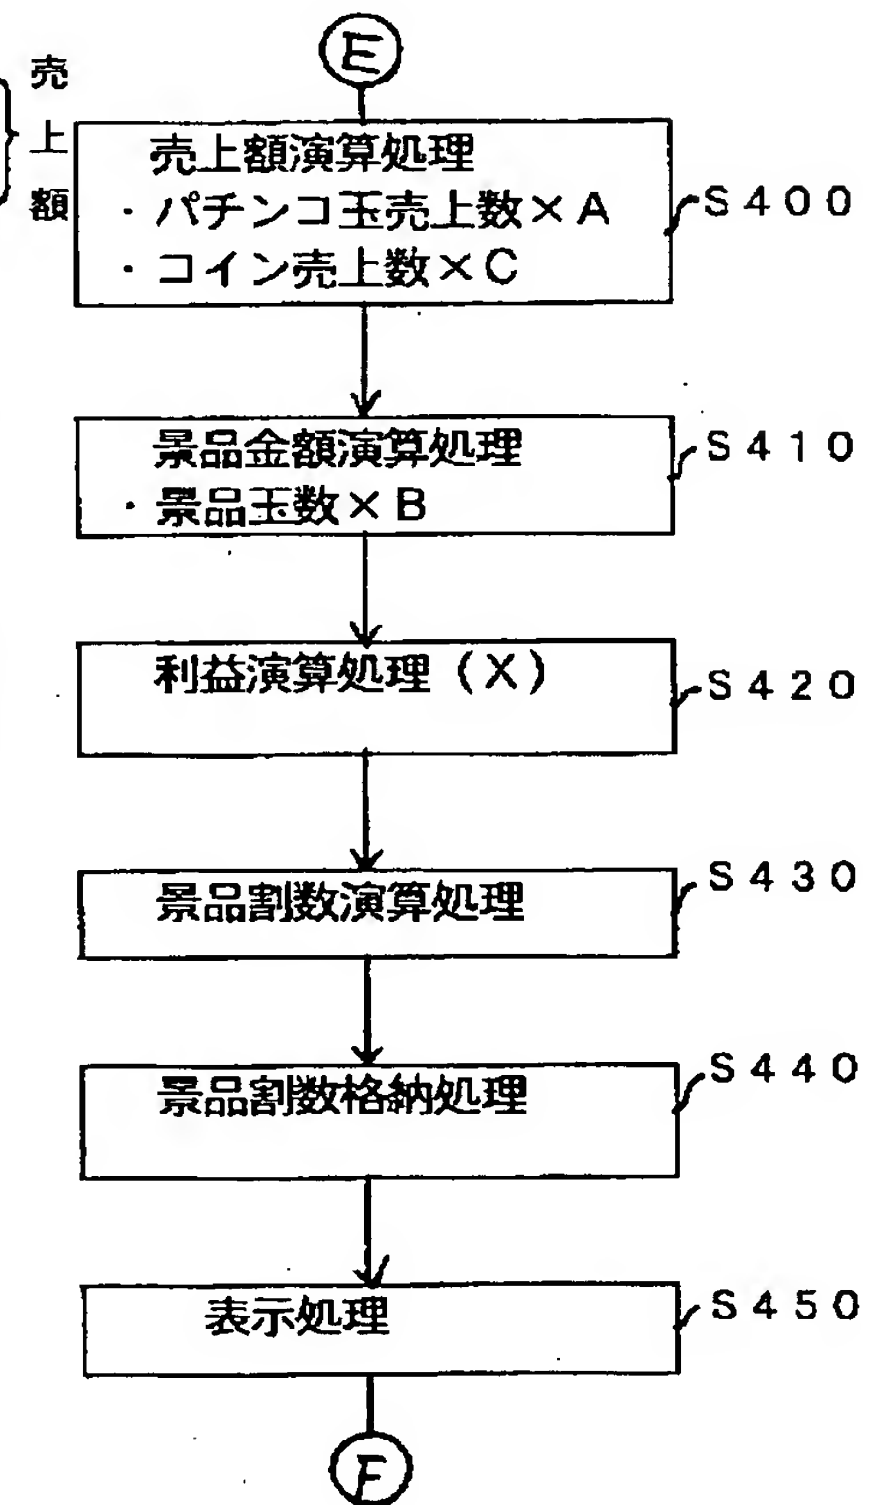 E
売
上
額
売上額演算処理
・パチンコ玉売上数×A
・コイン売上数×C
S400
景品金額演算処理
・景品玉数×B
S410
利益演算処理(X)
S420
景品割数演算処理
S430
景品割数格納処理
S440
表示処理
S450
F